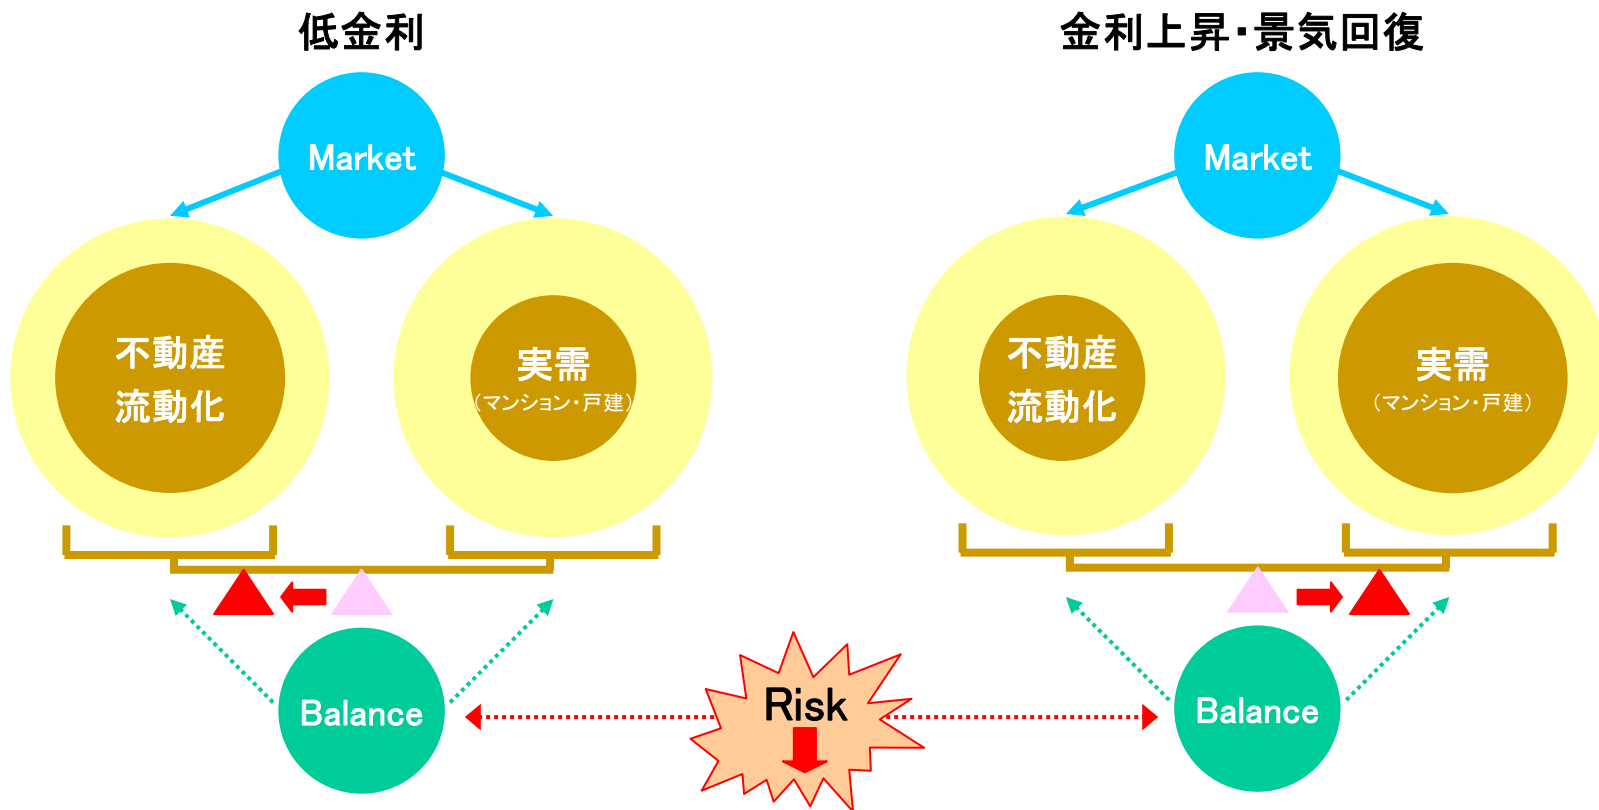 低金利
Market
不動産
流動化
実需
(マンション・戸建)
Balance
Risk
金利上昇・景気回復
Market
不動産
流動化
実需
(マンション・戸建)
Balance